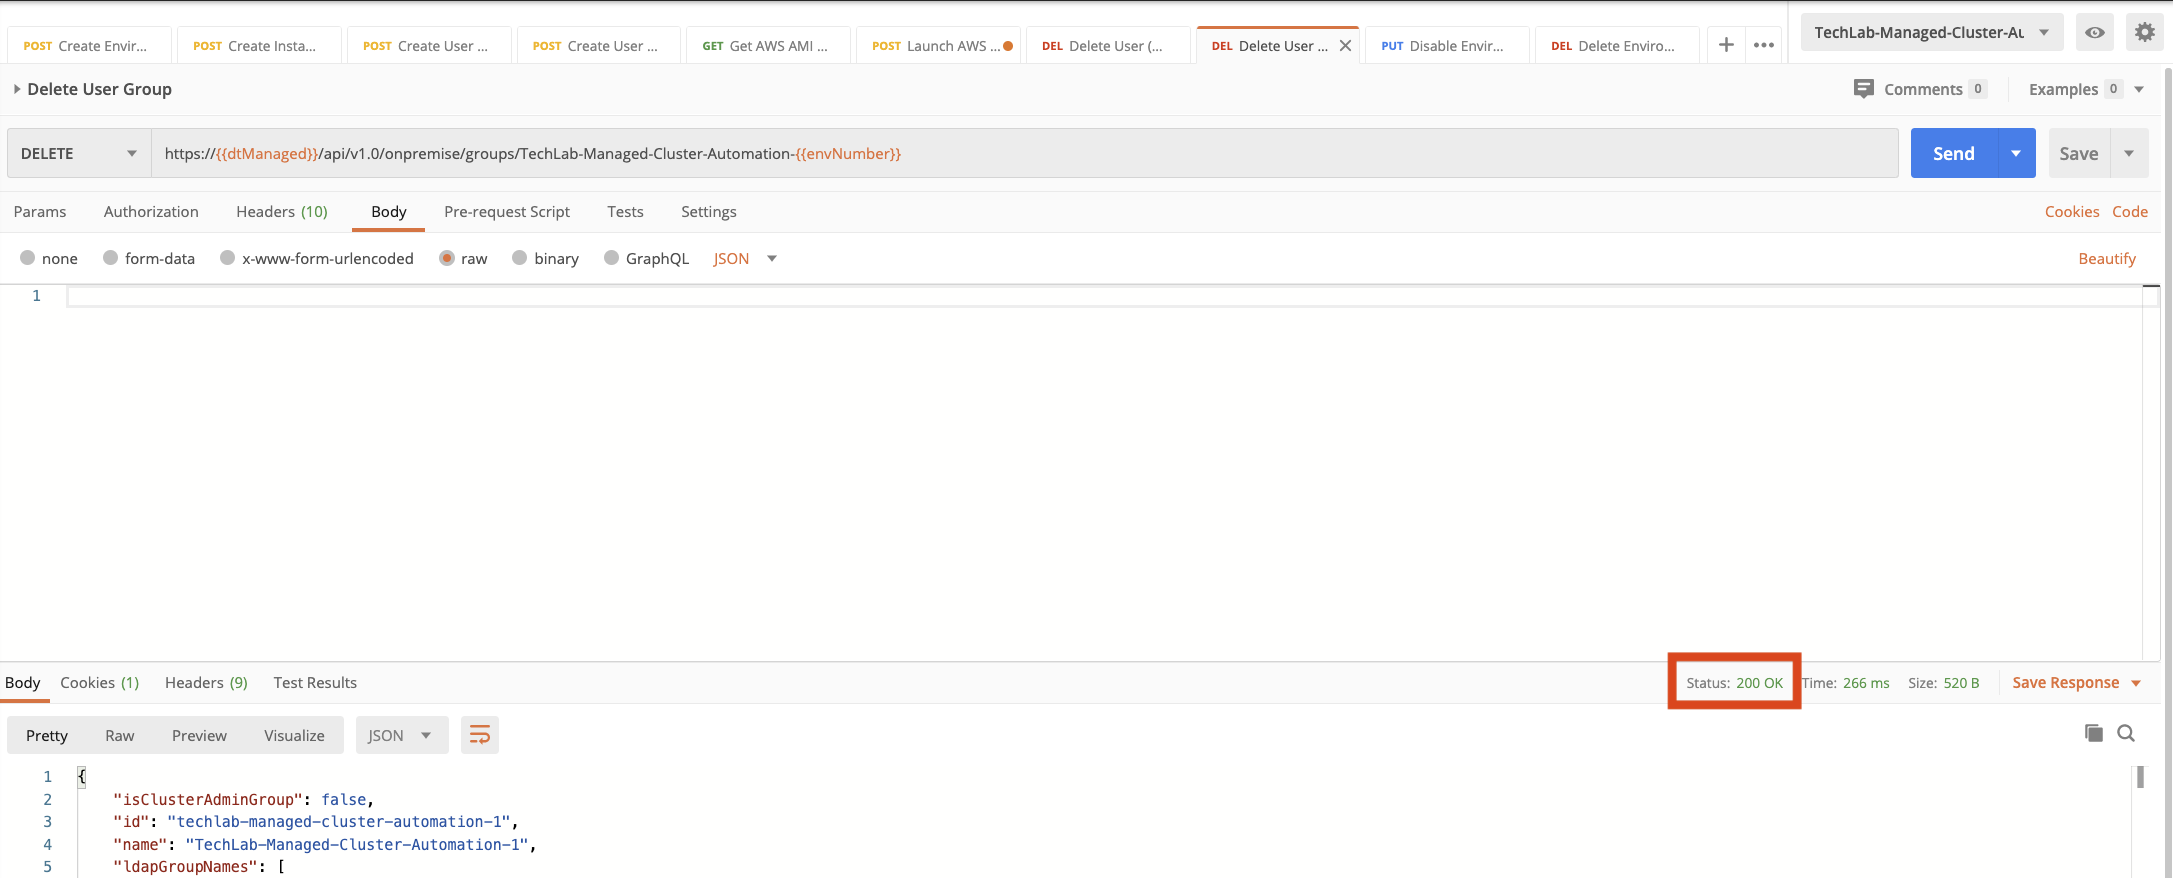 POST Create Envir... POST Create Insta... POST Create User ... POST Create User ... GET Get AWS AMI ... POST Launch AWS ... DEL Delete User (... DEL Delete User ... PUT Disable Envir... DEL Delete Enviro... TechLab-Managed-Cluster-Au
Delete User Group Comments 0 Examples 0
DELETE https://{{dtManaged}}/api/v1.0/onpremise/groups/TechLab-Managed-Cluster-Automation-{{envNumber}} Send Save
Params Authorization Headers (10) Body Pre-request Script Tests Settings Cookies Code
none form-data x-www-form-urlencoded raw binary GraphQL JSON Beautify
1
Body Cookies (1) Headers (9) Test Results Status: 200 OK Time: 266 ms Size: 520 B Save Response
Pretty Raw Preview Visualize JSON
1 {
2 "isClusterAdminGroup": false,
3 "id": "techlab-managed-cluster-automation-1",
4 "name": "TechLab-Managed-Cluster-Automation-1",
5 "ldapGroupNames": [